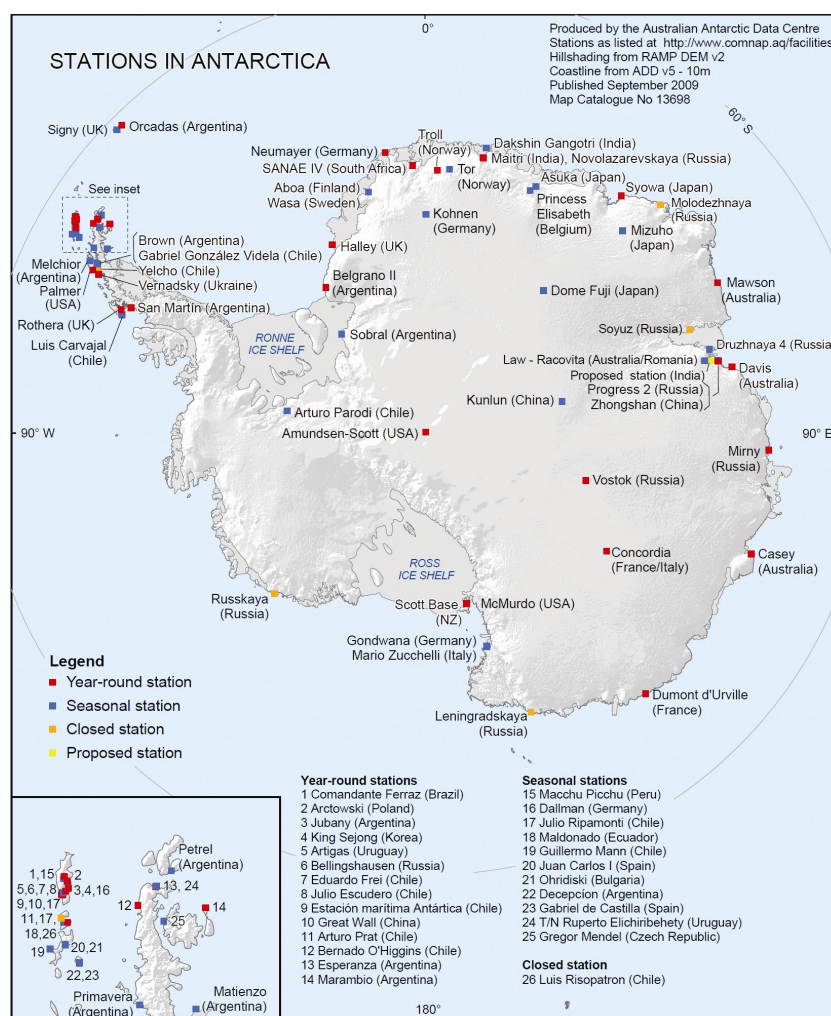 STATIONS IN ANTARCTICA
0°
Produced by the Australian Antarctic Data Centre
Stations as listed at http://www.comnap.aq/facilities
Hillshading from RAMP DEM v2
Coastline from ADD v5 - 10m
Published September 2009
Map Catalogue No 13698
60° S
Signy (UK)
Orcadas (Argentina)
See inset
Neumayer (Germany)
SANAE IV (South Africa)
Troll
(Norway)
Tor
(Norway)
Dakshin Gangotri (India)
Maitri (India), Novolazarevskaya (Russia)
Asuka (Japan)
Princess
Elisabeth
(Belgium)
Syowa (Japan)
Molodezhnaya
(Russia)
Mizuho
(Japan)
Aboa (Finland)
Wasa (Sweden)
Kohnen
(Germany)
Halley (UK)
Belgrano II
(Argentina)
Brown (Argentina)
Gabriel González Videla (Chile)
Yelcho (Chile)
Vernadsky (Ukraine)
Melchior
(Argentina)
Palmer
(USA)
San Martín (Argentina)
Rothera (UK)
Luis Carvajal
(Chile)
RONNE
ICE SHELF
Sobral (Argentina)
Dome Fuji (Japan)
Mawson
(Australia)
Soyuz (Russia)
Druzhnaya 4 (Russia
Law - Racovita (Australia/Romania)
Proposed station (India)
Progress 2 (Russia)
Zhongshan (China)
Davis
(Australia)
Kunlun (China)
Arturo Parodi (Chile)
Amundsen-Scott (USA)
90° W
90° E
Mirny
(Russia)
Vostok (Russia)
Concordia
(France/Italy)
Casey
(Australia)
ROSS
ICE SHELF
Russkaya
(Russia)
Scott Base
(NZ)
McMurdo (USA)
Gondwana (Germany)
Mario Zucchelli (Italy)
Dumont d'Urville
(France)
Leningradskaya
(Russia)
Legend
Year-round station
Seasonal station
Closed station
Proposed station
Year-round stations
1 Comandante Ferraz (Brazil)
2 Arctowski (Poland)
3 Jubany (Argentina)
4 King Sejong (Korea)
5 Artigas (Uruguay)
6 Bellingshausen (Russia)
7 Eduardo Frei (Chile)
8 Julio Escudero (Chile)
9 Estación marítima Antártica (Chile)
10 Great Wall (China)
11 Arturo Prat (Chile)
12 Bernado O'Higgins (Chile)
13 Esperanza (Argentina)
14 Marambio (Argentina)
Seasonal stations
15 Macchu Picchu (Peru)
16 Dallman (Germany)
17 Julio Ripamonti (Chile)
18 Maldonado (Ecuador)
19 Guillermo Mann (Chile)
20 Juan Carlos I (Spain)
21 Ohridiski (Bulgaria)
22 Decepcion (Argentina)
23 Gabriel de Castilla (Spain)
24 T/N Ruperto Elichiribehety (Uruguay)
25 Gregor Mendel (Czech Republic)
Closed station
26 Luis Risopatron (Chile)
Petrel
(Argentina)
1,15
2
5,6,7,8
3,4,16
9,10,17
11,17,
18,26
19
20,21
22,23
12
13, 24
14
25
Primavera
(Argentina)
Matienzo
(Argentina)
180°